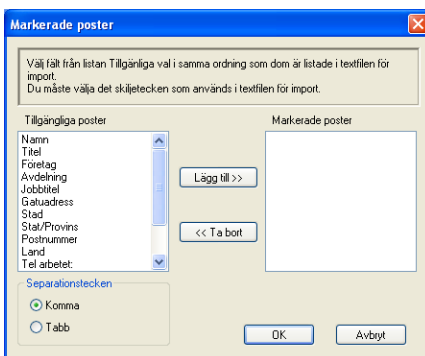 Markerade poster
Välj fält från listan Tillgänliga val i samma ordning som dom är listade i textfilen för
import.
Du måste välja det skiljetecken som används i textfilen för import.
Tillgängliga poster
Markerade poster
Namn
Titel
Företag
Avdelning
Jobbtitel
Gatuadress
Stad
Stat/Provins
Postnummer
Land
Tel arbetet:
Lägg till >>
<< Ta bort
Separationstecken
Komma
Tabb
OK
Avbryt